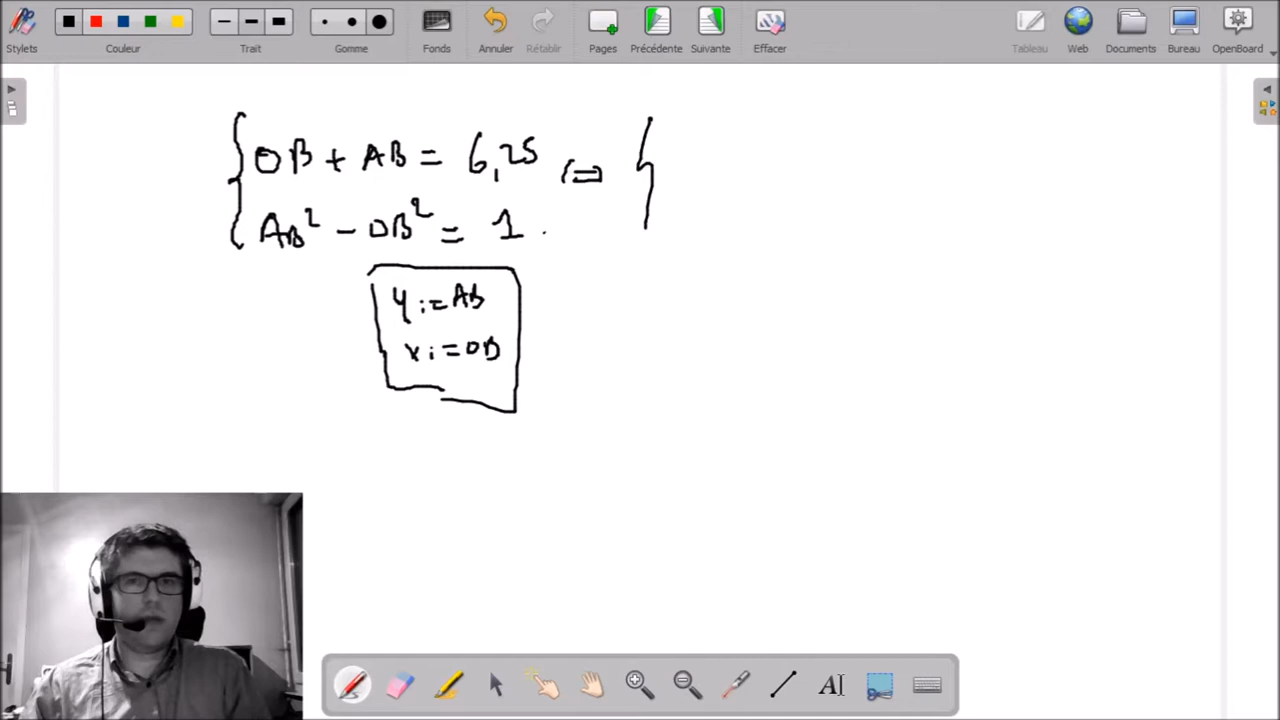 Stylets
Couleur
Trait
Gomme
Fonds
Annuler
Rétablir
Pages
Précédente
Suivante
Effacer
Tableau
Web
Documents
Bureau
OpenBoard
OB + AB = 6,25 ⇔
AB² - OB² = 1.
y i = AB
x i = OB
AI